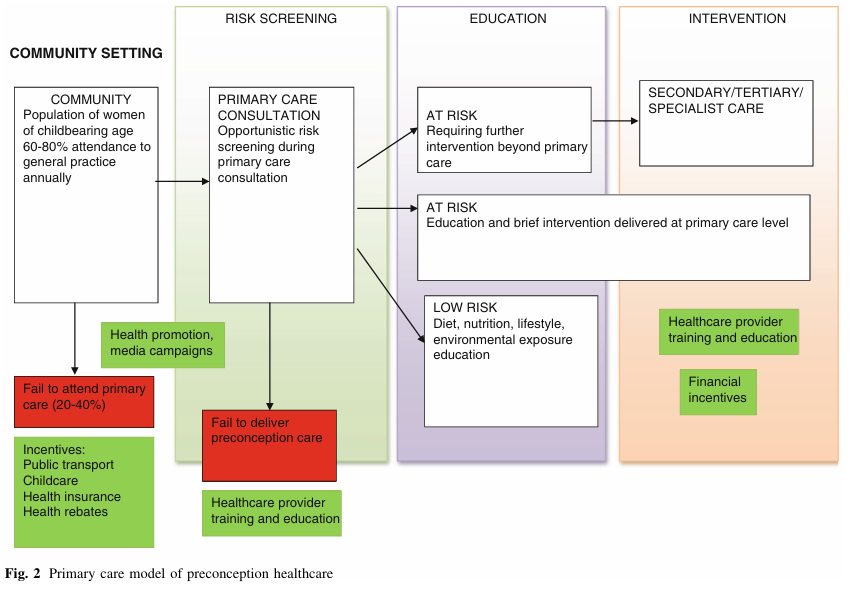 RISK SCREENING
EDUCATION
INTERVENTION
COMMUNITY SETTING
COMMUNITY
Population of women
of childbearing age
60-80% attendance to
general practice
annually
PRIMARY CARE
CONSULTATION
Opportunistic risk
screening during
primary care
consultation
AT RISK
Requiring further
intervention beyond primary
care
SECONDARY/TERTIARY/
SPECIALIST CARE
AT RISK
Education and brief intervention delivered at primary care level
LOW RISK
Diet, nutrition, lifestyle,
environmental exposure
education
Health promotion,
media campaigns
Healthcare provider
training and education
Financial
incentives
Fail to attend primary
care (20-40%)
Fail to deliver
preconception care
Incentives:
Public transport
Childcare
Health insurance
Health rebates
Healthcare provider
training and education
Fig. 2 Primary care model of preconception healthcare